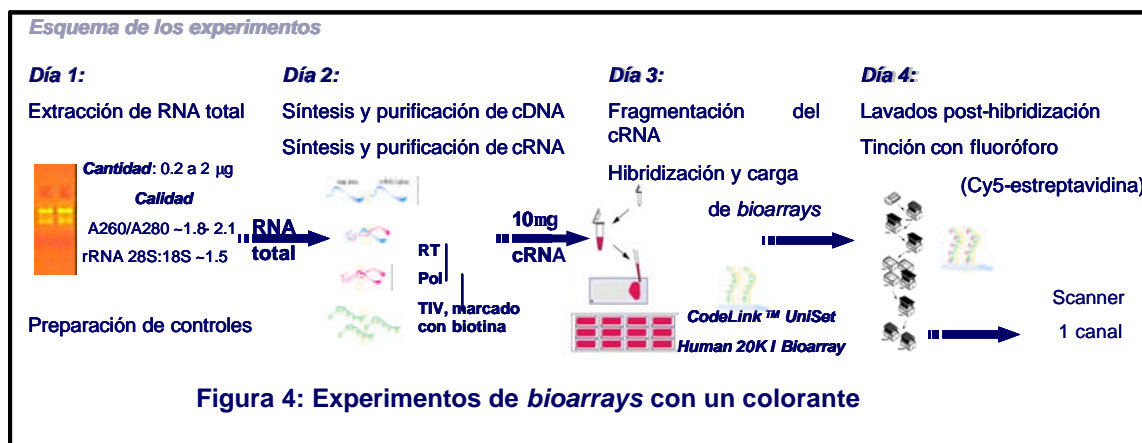 Esquema de los experimentos
Día 1:
Extracción de RNA total
Cantidad: 0.2 a 2 µg
Calidad
A260/A280 ~1.8- 2.1
rRNA 28S:18S ~1.5
Preparación de controles
RNA
total
Día 2:
Síntesis y purificación de cDNA
Síntesis y purificación de cRNA
RT
Pol
TIV, marcado
con biotina
10mg
cRNA
Día 3:
Fragmentación del
cRNA
Hibridización y carga
de bioarrays
CodeLink™ UniSet
Human 20K I Bioarray
Día 4:
Lavados post-hibridización
Tinción con fluoróforo
(Cy5-estreptavidina)
Scanner
1 canal
Figura 4: Experimentos de bioarrays con un colorante